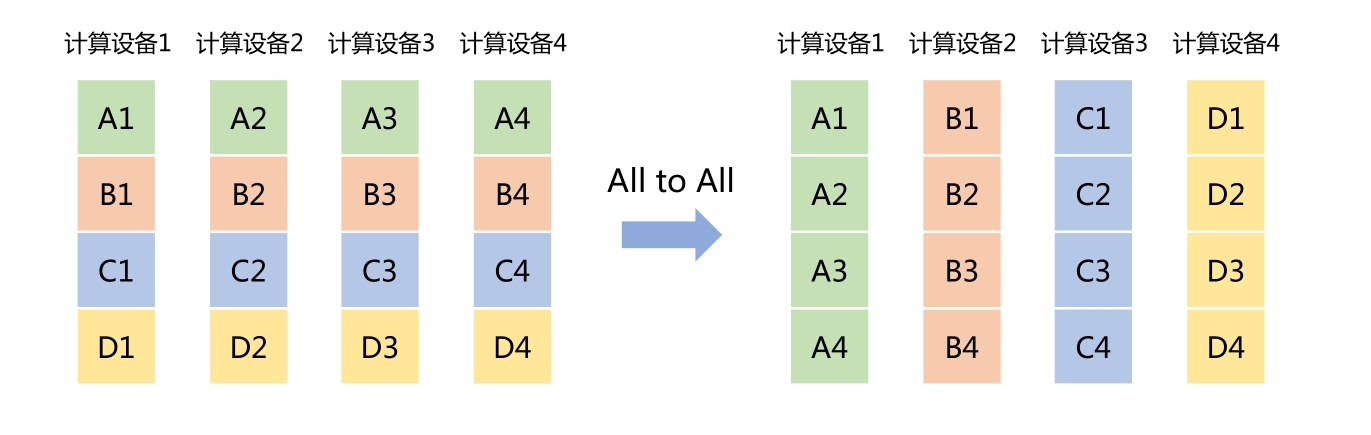 计算设备1 计算设备2 计算设备3 计算设备4 计算设备1 计算设备2 计算设备3 计算设备4
A1 A2 A3 A4 A1 B1 C1 D1
B1 B2 B3 B4 All to All A2 B2 C2 D2
C1 C2 C3 C4 A3 B3 C3 D3
D1 D2 D3 D4 A4 B4 C4 D4